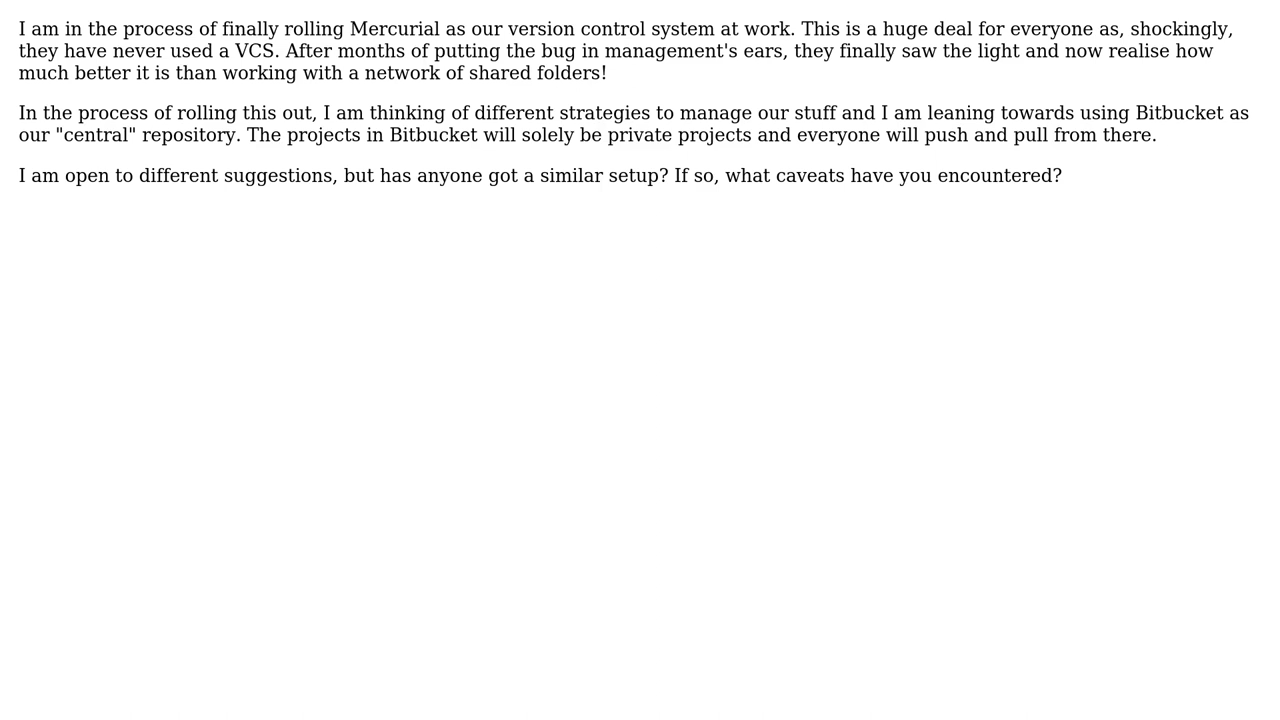 I am in the process of finally rolling Mercurial as our version control system at work. This is a huge deal for everyone as, shockingly,
they have never used a VCS. After months of putting the bug in management's ears, they finally saw the light and now realise how
much better it is than working with a network of shared folders!
In the process of rolling this out, I am thinking of different strategies to manage our stuff and I am leaning towards using Bitbucket as
our "central" repository. The projects in Bitbucket will solely be private projects and everyone will push and pull from there.
I am open to different suggestions, but has anyone got a similar setup? If so, what caveats have you encountered?